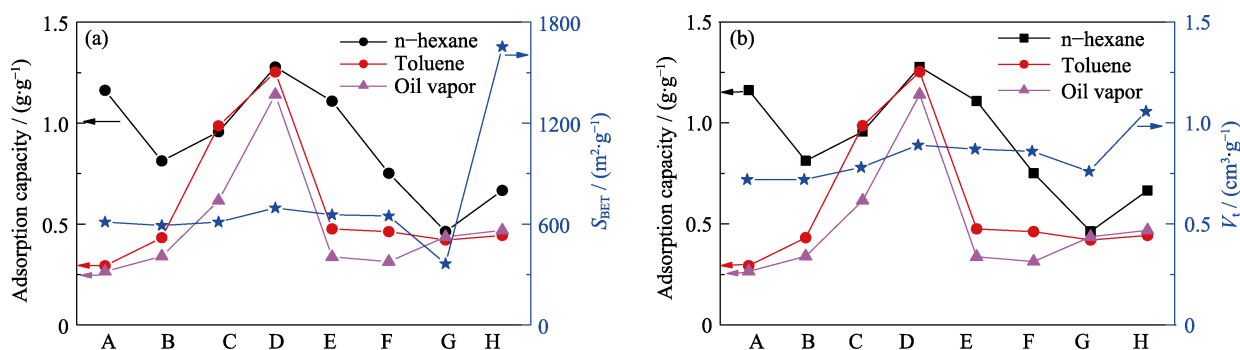 (a)
n−hexane
Toluene
Oil vapor
Adsorption capacity / (g·g⁻¹)
1.5
1.0
0.5
0
1800
1200
600
0
S_BET / (m²·g⁻¹)
A B C D E F G H
(b)
n−hexane
Toluene
Oil vapor
Adsorption capacity / (g·g⁻¹)
1.5
1.0
0.5
0
1.5
1.0
0.5
0
V_t / (cm³·g⁻¹)
A B C D E F G H